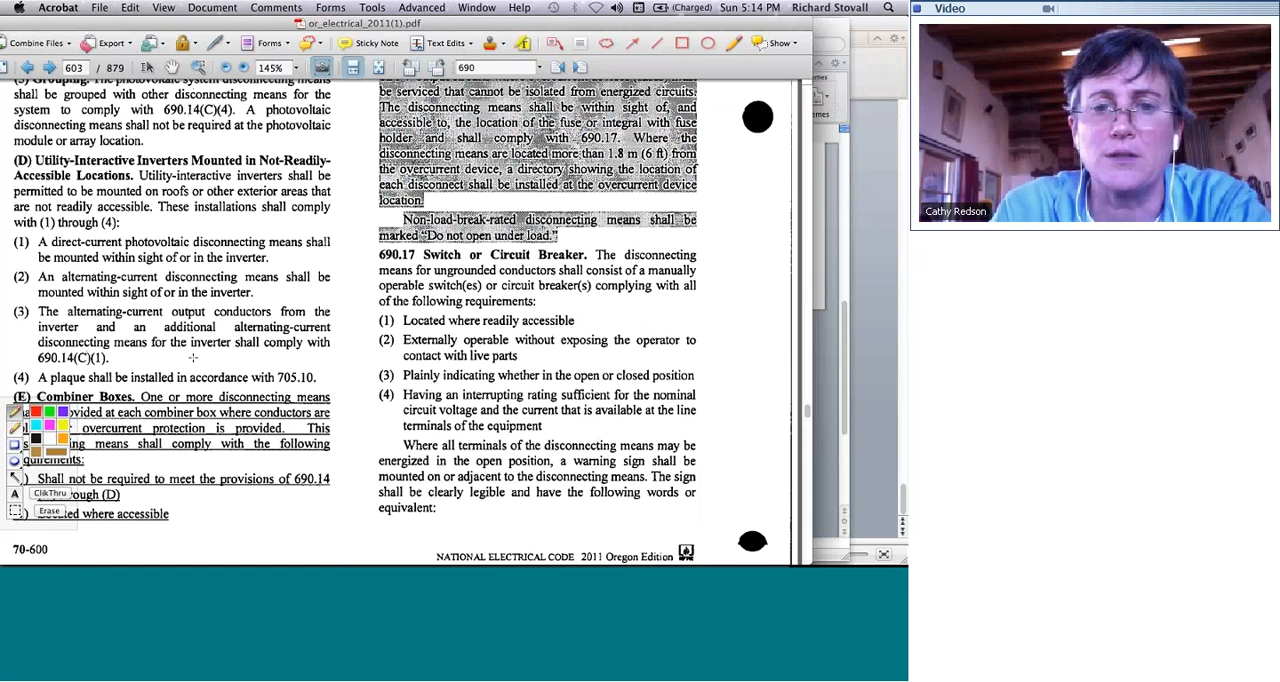 Acrobat File Edit View Document Comments Forms Tools Advanced Window Help (Charged) Sun 5:14 PM Richard Stovall
Video
or_electrical_2011(1).pdf
Combine Files Export Forms Sticky Note Text Edits Show
603 / 879 145% 690
shall be grouped with other disconnecting means for the
system to comply with 690.14(C)(4). A photovoltaic
disconnecting means shall not be required at the photovoltaic
module or array location.
(D) Utility-Interactive Inverters Mounted in Not-Readily-
Accessible Locations. Utility-interactive inverters shall be
permitted to be mounted on roofs or other exterior areas that
are not readily accessible. These installations shall comply
with (1) through (4):
(1) A direct-current photovoltaic disconnecting means shall
be mounted within sight of or in the inverter.
(2) An alternating-current disconnecting means shall be
mounted within sight of or in the inverter.
(3) The alternating-current output conductors from the
inverter and an additional alternating-current
disconnecting means for the inverter shall comply with
690.14(C)(1).
(4) A plaque shall be installed in accordance with 705.10.
(E) Combiner Boxes. One or more disconnecting means
ovided at each combiner box where conductors are
overcurrent protection is provided. This
ing means shall comply with the following
quirements:
Shall not be required to meet the provisions of 690.14
rough (D)
ated where accessible
A
ClikThru
Erase
70-600
be serviced that cannot be isolated from energized circuits.
The disconnecting means shall be within sight of, and
accessible to, the location of the fuse or integral with fuse
holder and shall comply with 690.17. Where the
disconnecting means are located more than 1.8 m (6 ft) from
the overcurrent device, a directory showing the location of
each disconnect shall be installed at the overcurrent device
location.
Non-load-break-rated disconnecting means shall be
marked “Do not open under load.”
690.17 Switch or Circuit Breaker. The disconnecting
means for ungrounded conductors shall consist of a manually
operable switch(es) or circuit breaker(s) complying with all
of the following requirements:
(1) Located where readily accessible
(2) Externally operable without exposing the operator to
contact with live parts
(3) Plainly indicating whether in the open or closed position
(4) Having an interrupting rating sufficient for the nominal
circuit voltage and the current that is available at the line
terminals of the equipment
Where all terminals of the disconnecting means may be
energized in the open position, a warning sign shall be
mounted on or adjacent to the disconnecting means. The sign
shall be clearly legible and have the following words or
equivalent:
NATIONAL ELECTRICAL CODE 2011 Oregon Edition
Cathy Redson